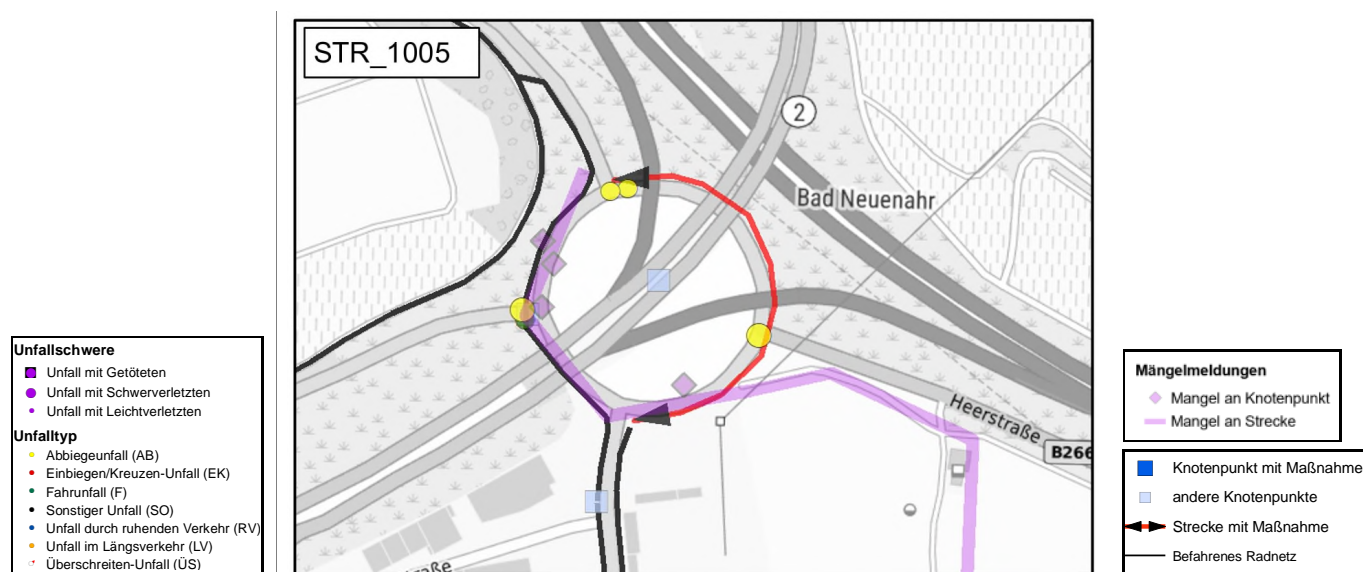 STR_1005
2
Bad Neuenahr
Heerstraße
B266
straße
Unfallschwere
Unfall mit Getöteten
Unfall mit Schwerverletzten
Unfall mit Leichtverletzten
Unfalltyp
Abbiegeunfall (AB)
Einbiegen/Kreuzen-Unfall (EK)
Fahrunfall (F)
Sonstiger Unfall (SO)
Unfall durch ruhenden Verkehr (RV)
Unfall im Längsverkehr (LV)
Überschreiten-Unfall (ÜS)
Mängelmeldungen
Mangel an Knotenpunkt
Mangel an Strecke
Knotenpunkt mit Maßnahme
andere Knotenpunkte
Strecke mit Maßnahme
Befahrenes Radnetz